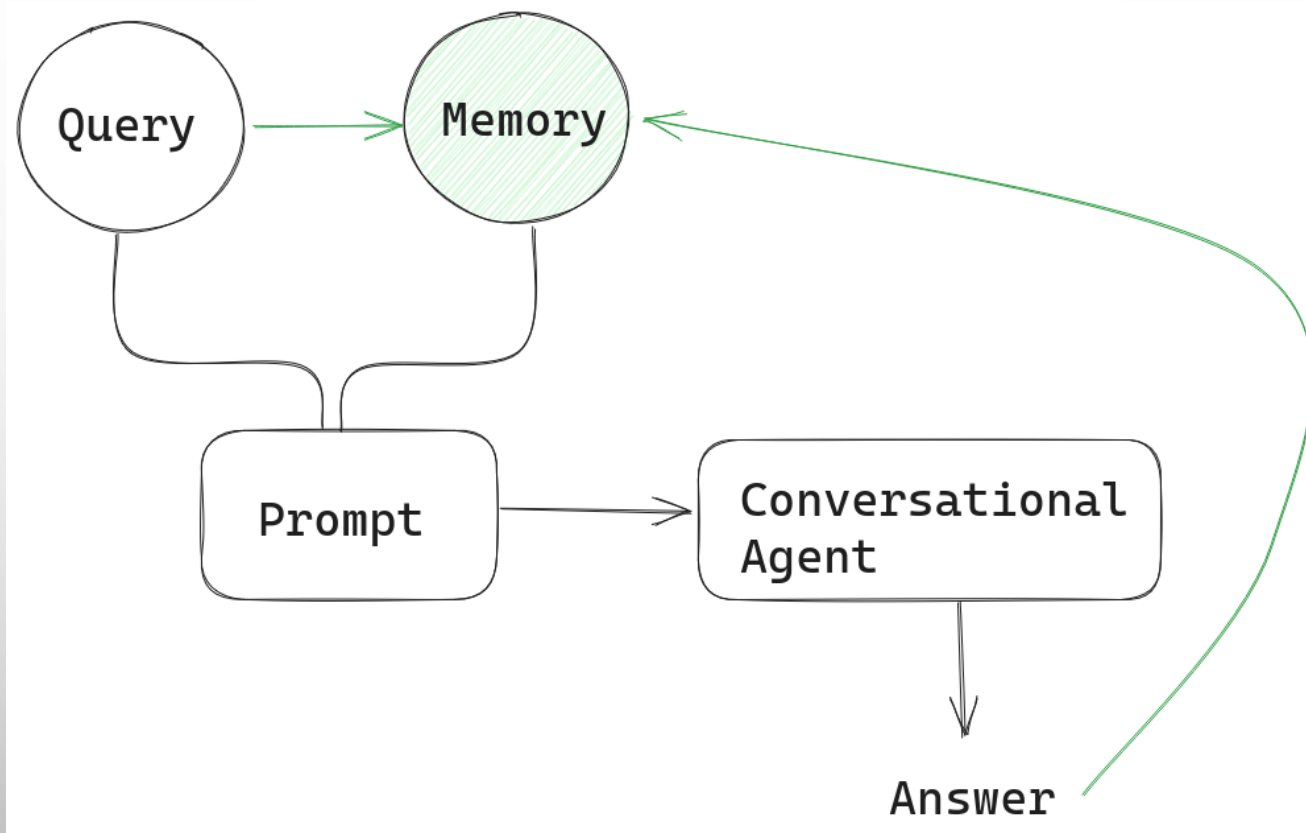 Query
Memory
Prompt
Conversational
Agent
Answer